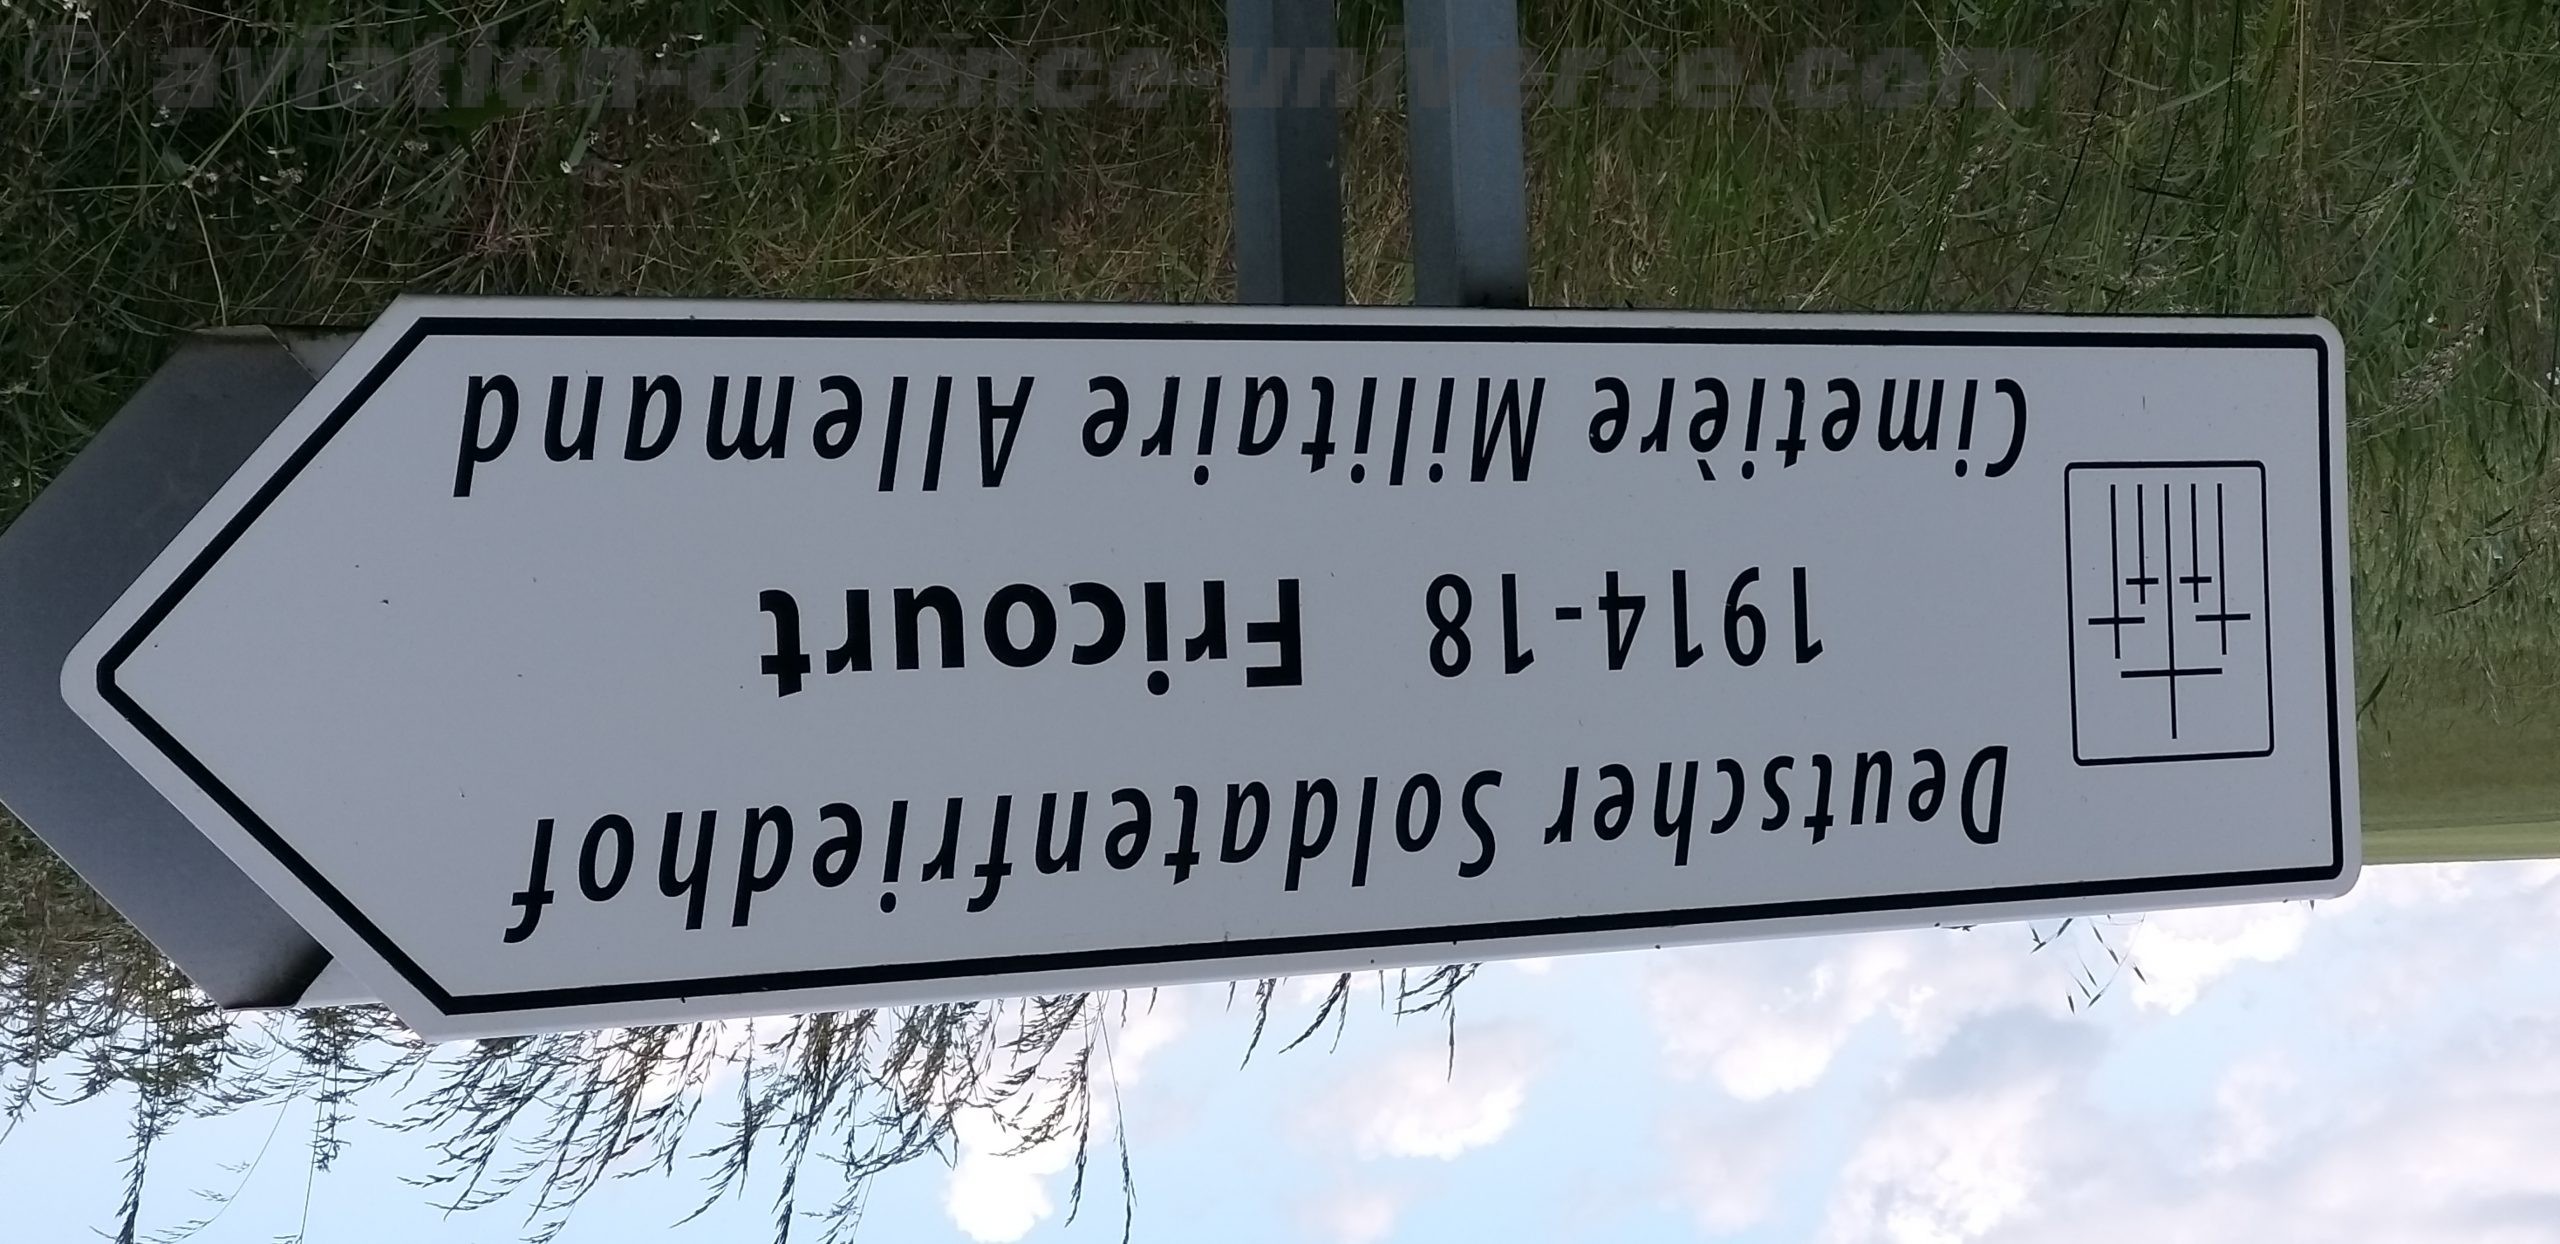 Deutscher Soldatenfriedhof
1914-18 Fricourt
Cimetière Militaire Allemand
© aviation-defence-universe.com